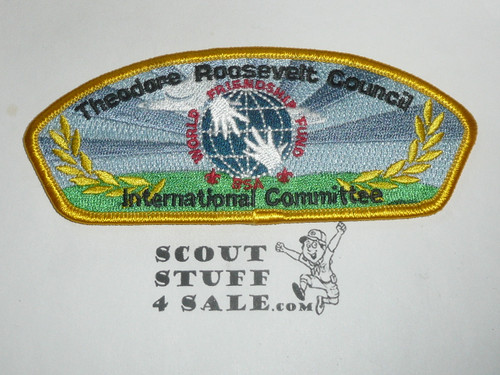 Theodore Roosevelt Council
WORLD FRIENDSHIP FUND
BSA
International Committee
SCOUT
STUFF
4 SALE.COM